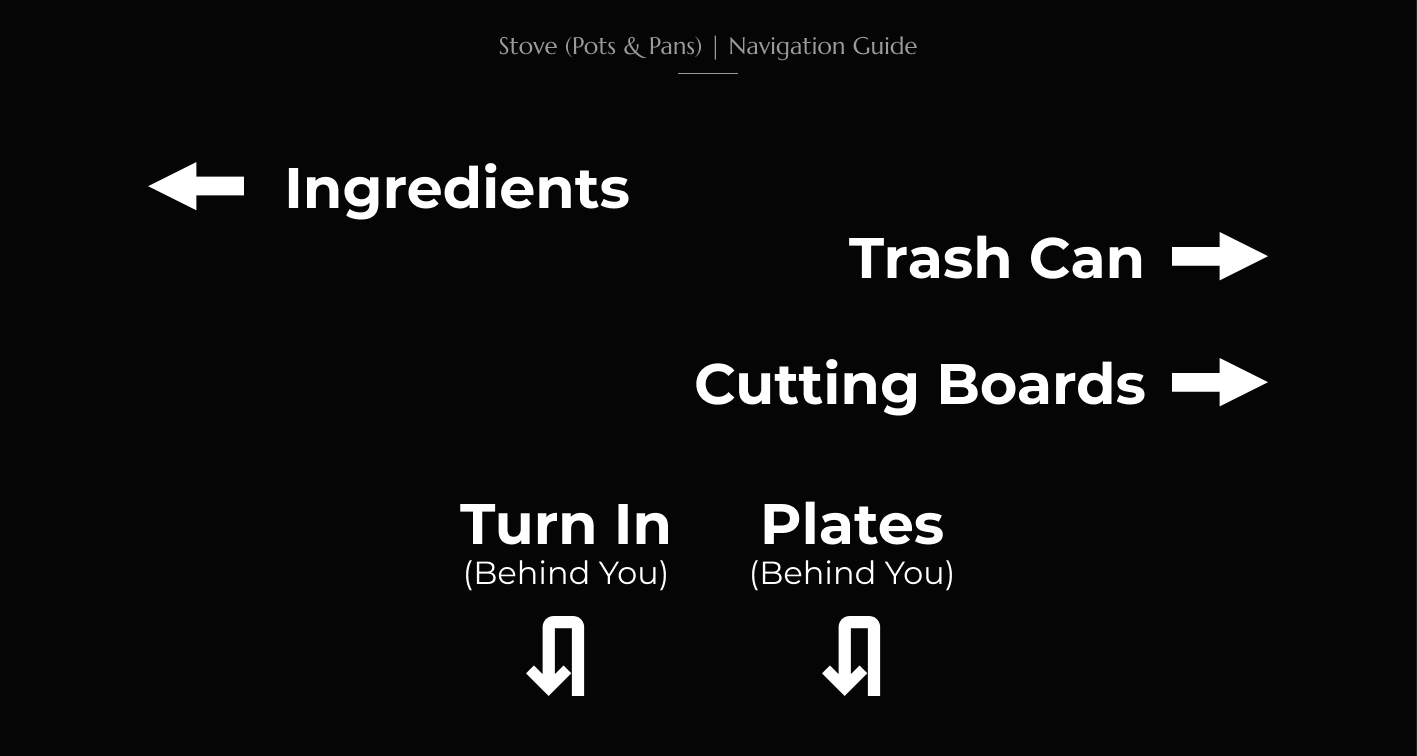 Stove (Pots & Pans) | Navigation Guide
Ingredients
Trash Can
Cutting Boards
Turn In
(Behind You)
Plates
(Behind You)